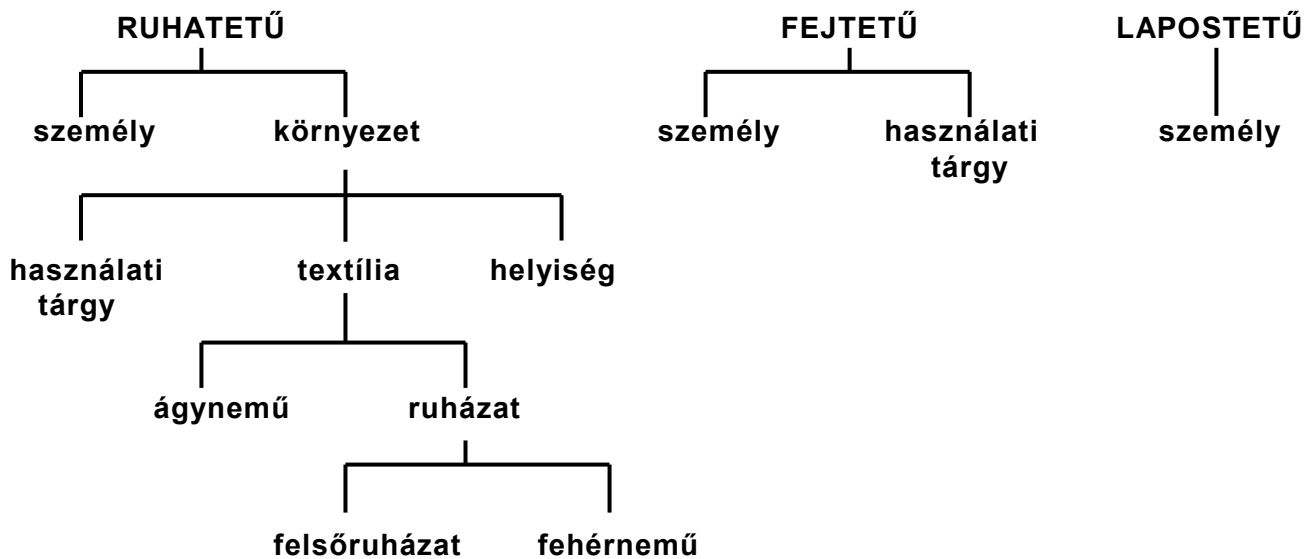 RUHATETŰ FEJTETŰ LAPOSTETŰ
személy környezet személy használati tárgy személy
használati tárgy textília helyiség
ágynemű ruházat
felsőruházat fehérnemű